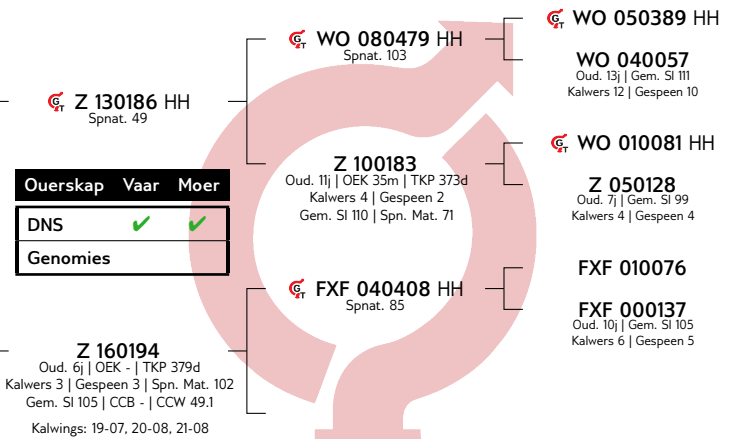 Z 130186 HH
Spnat. 49
Ouerskap Vaar Moer
DNS ✔ ✔
Genomies
Z 160194
Oud. 6j | OEK - | TKP 379d
Kalwers 3 | Gespeen 3 | Spn. Mat. 102
Gem. SI 105 | CCB - | CCW 49.1
Kalwings: 19-07, 20-08, 21-08
GT WO 080479 HH
Spnat. 103
Z 100183
Oud. 11j | OEK 35m | TKP 373d
Kalwers 4 | Gespeen 2
Gem. SI 110 | Spn. Mat. 71
GT FXF 040408 HH
Spnat. 85
GT WO 050389 HH
WO 040057
Oud. 13j | Gem. SI 111
Kalwers 12 | Gespeen 10
GT WO 010081 HH
Z 050128
Oud. 7j | Gem. SI 99
Kalwers 4 | Gespeen 4
FXF 010076
FXF 000137
Oud. 10j | Gem. SI 105
Kalwers 6 | Gespeen 5